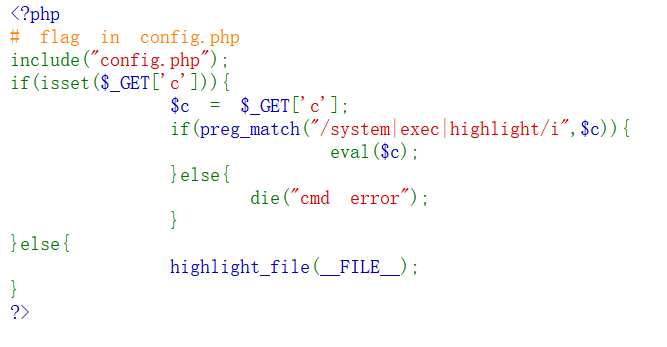 <?php
# flag in config.php
include("config.php");
if(isset($_GET['c'])){
        $c = $_GET['c'];
        if(preg_match("/system|exec|highlight/i",$c)){
                eval($c);
        }else{
            die("cmd error");
        }
}else{
        highlight_file(__FILE__);
}
?>